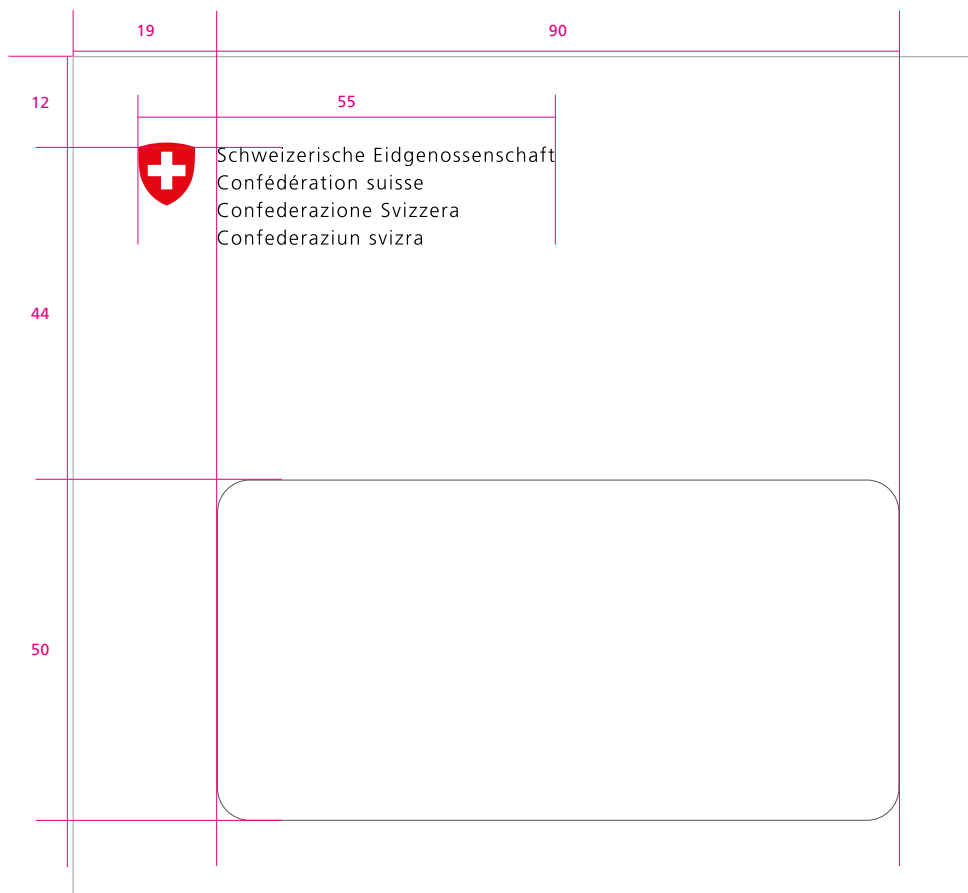 19
90
12
55
Schweizerische Eidgenossenschaft
Confédération suisse
Confederazione Svizzera
Confederaziun svizra
44
50